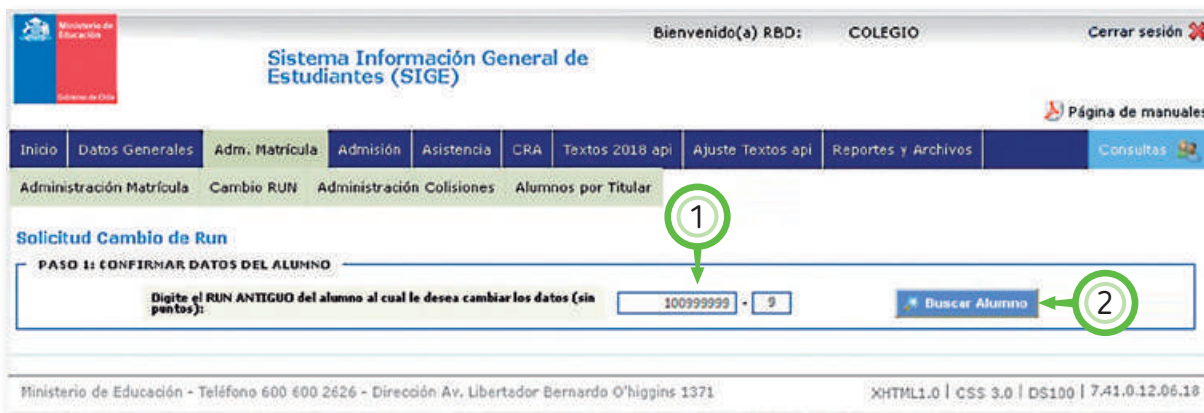 Ministerio de
Educación
Gobierno de Chile
Bienvenido(a) RBD: COLEGIO Cerrar sesión
Sistema Información General de
Estudiantes (SIGE)
Página de manuales
Inicio Datos Generales Adm. Matrícula Admisión Asistencia CRA Textos 2018 api Ajuste Textos api Reportes y Archivos Consultas
Administración Matrícula Cambio RUN Administración Colisiones Alumnos por Titular
1
Solicitud Cambio de Run
PASO 1: CONFIRMAR DATOS DEL ALUMNO
Digite el RUN ANTIGUO del alumno al cual le desea cambiar los datos (sin
puntos): 100999999 - 9 Buscar Alumno 2
Ministerio de Educación - Teléfono 600 600 2626 - Dirección Av. Libertador Bernardo O'higgins 1371 XHTML1.0 | CSS 3.0 | DS100 | 7.41.0.12.06.18